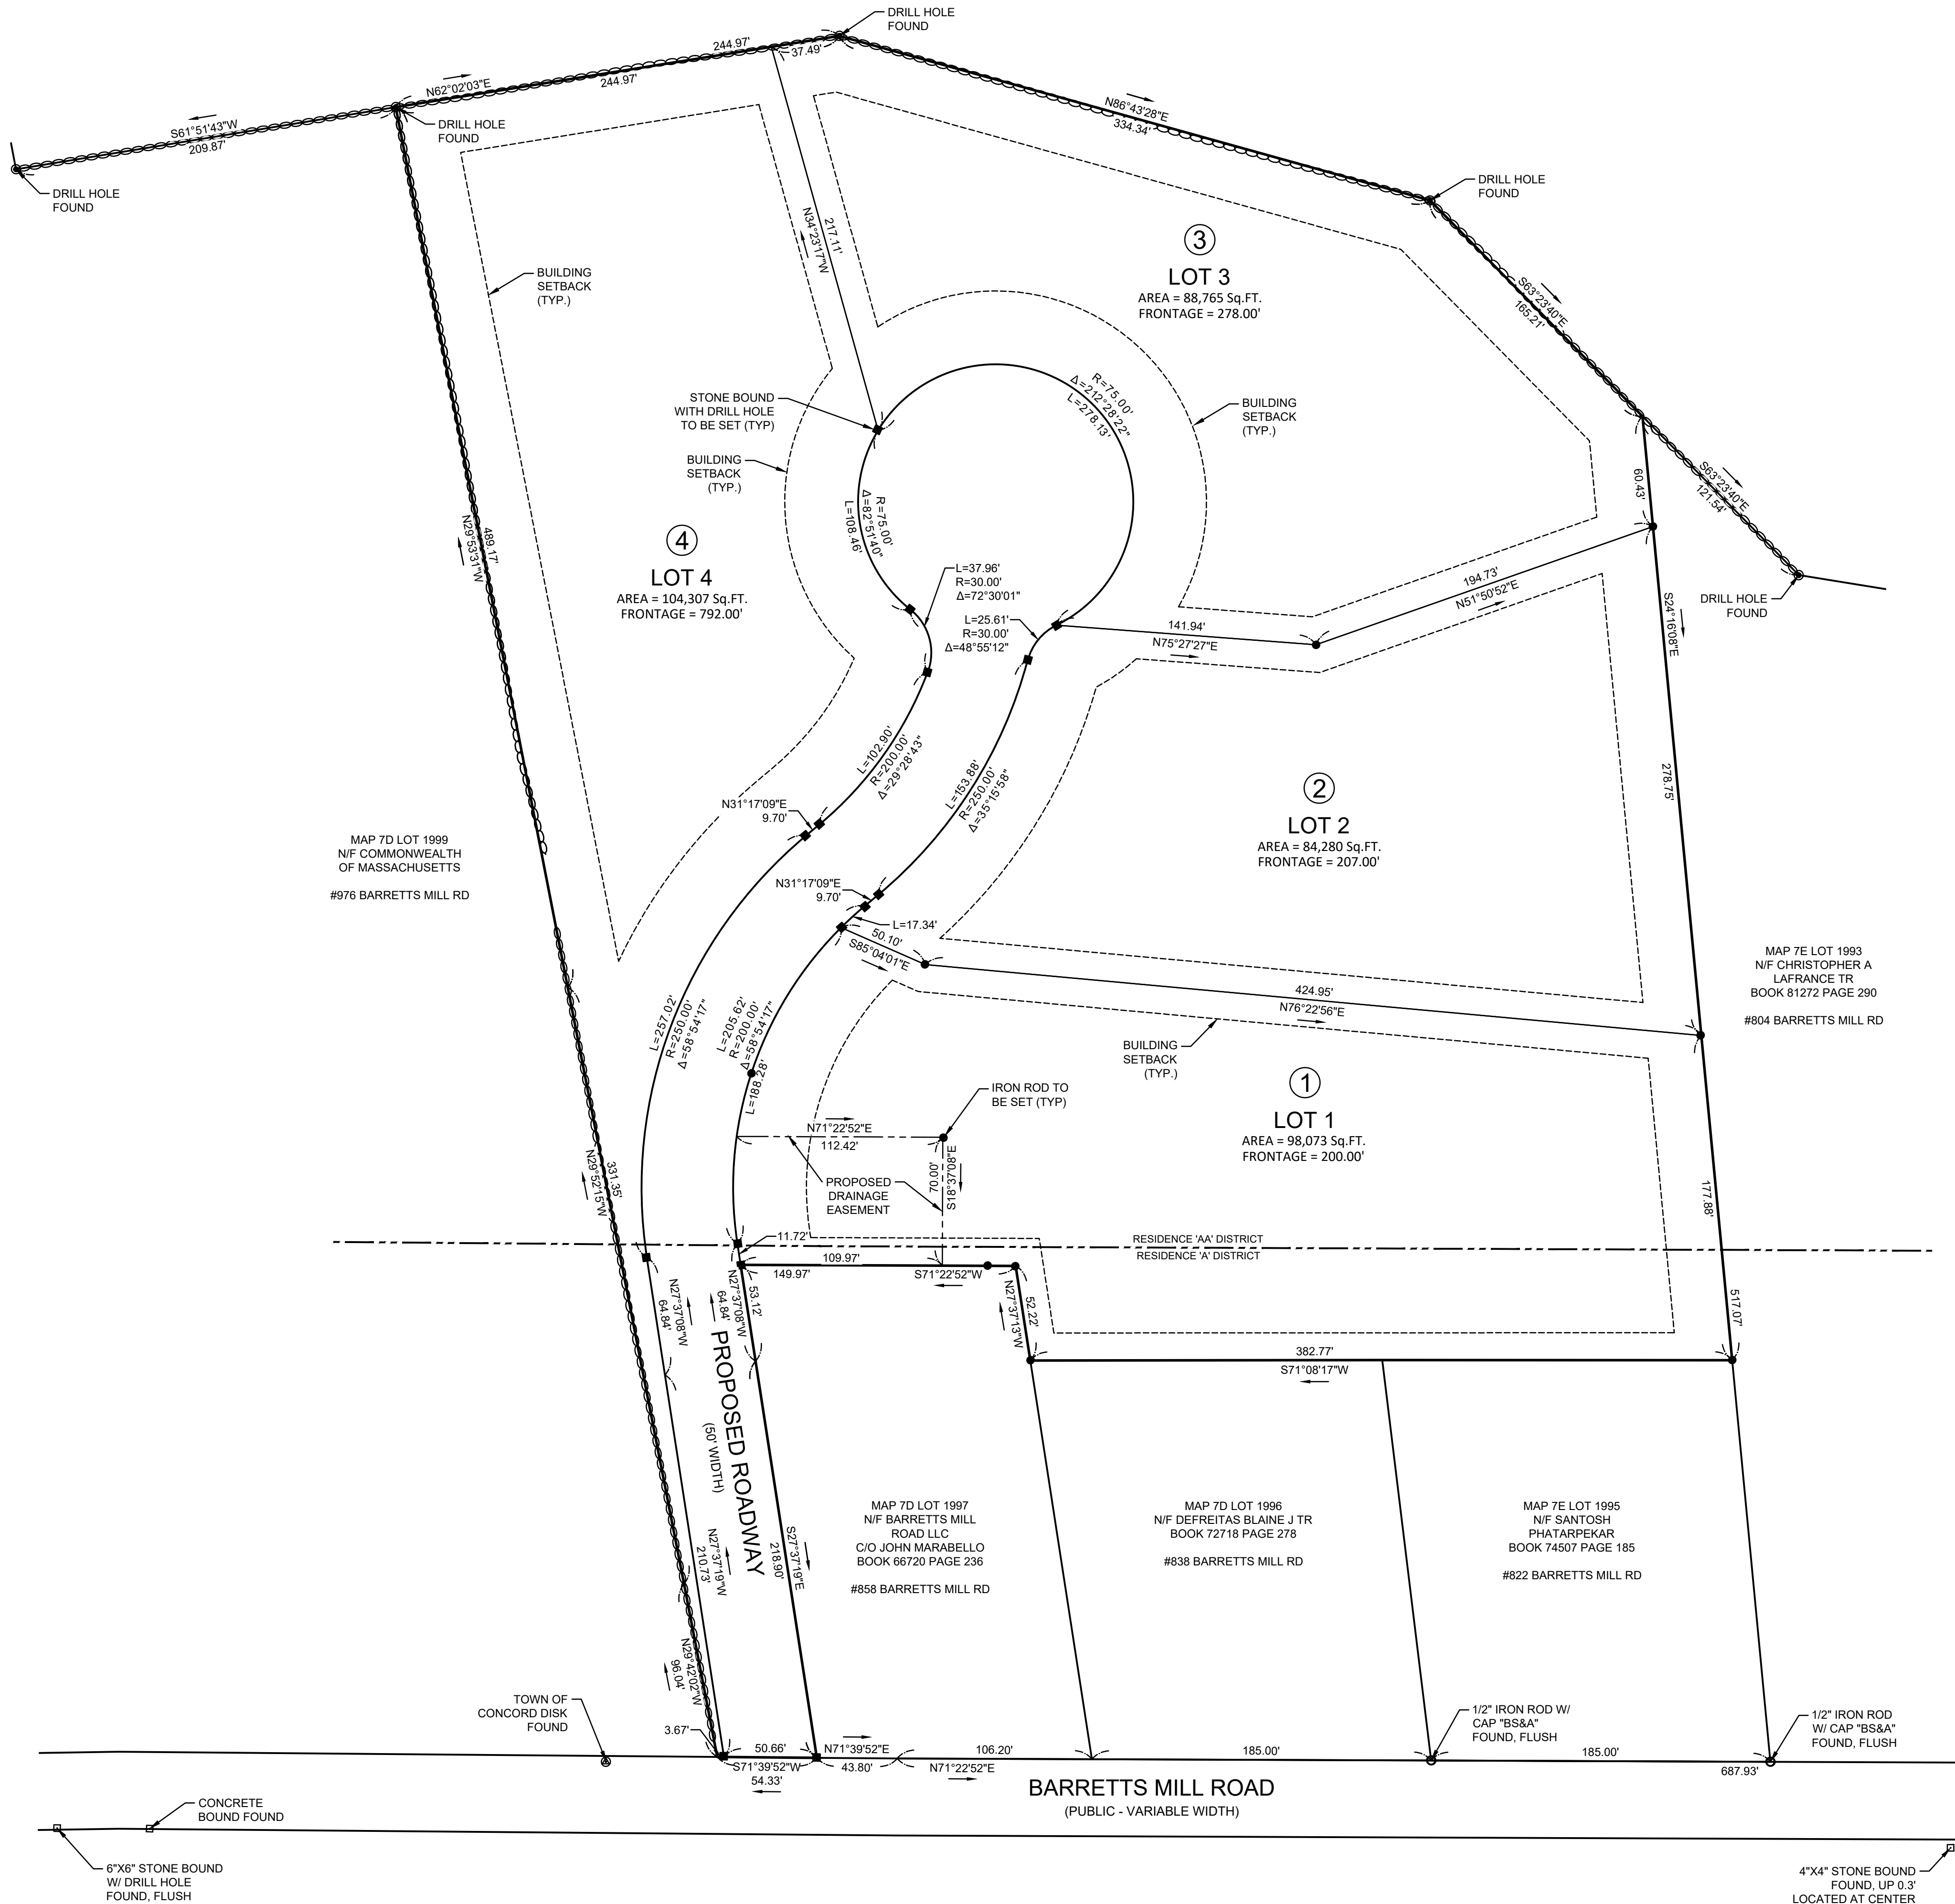 DRILL HOLE
FOUND
244.97'
37.49'
N62°02'03"E
244.97'
S61°51'43"W
209.87'
DRILL HOLE
FOUND
DRILL HOLE
FOUND
N86°43'28"E
334.34'
DRILL HOLE
FOUND
217.11'
N34°23'17"W
3
LOT 3
AREA = 88,765 Sq.FT.
FRONTAGE = 278.00'
BUILDING
SETBACK
(TYP.)
S63°23'40"E
165.21'
STONE BOUND
WITH DRILL HOLE
TO BE SET (TYP)
R=75.00'
Δ=212°28'22"
L=278.13'
BUILDING
SETBACK
(TYP.)
BUILDING
SETBACK
(TYP.)
R=75.00'
Δ=82°51'40"
L=108.46'
60.43'
S63°23'40"E
121.54'
489.17'
N29°53'31"W
4
LOT 4
AREA = 104,307 Sq.FT.
FRONTAGE = 792.00'
L=37.96'
R=30.00'
Δ=72°30'01"
L=25.61'
R=30.00'
Δ=48°55'12"
194.73'
N51°50'52"E
141.94'
N75°27'27"E
DRILL HOLE
FOUND
S24°16'08"E
278.75'
L=102.90'
R=200.00'
Δ=29°28'43"
L=153.88'
R=250.00'
Δ=35°15'58"
2
LOT 2
AREA = 84,280 Sq.FT.
FRONTAGE = 207.00'
N31°17'09"E
9.70'
MAP 7D LOT 1999
N/F COMMONWEALTH
OF MASSACHUSETTS
#976 BARRETTS MILL RD
N31°17'09"E
9.70'
L=17.34'
50.10'
S85°04'01"E
424.95'
N76°22'56"E
MAP 7E LOT 1993
N/F CHRISTOPHER A
LAFRANCE TR
BOOK 81272 PAGE 290
#804 BARRETTS MILL RD
L=257.02'
R=250.00'
Δ=58°54'17"
L=205.62'
R=200.00'
Δ=58°54'17"
L=188.28'
BUILDING
SETBACK
(TYP.)
IRON ROD TO
BE SET (TYP)
1
LOT 1
AREA = 98,073 Sq.FT.
FRONTAGE = 200.00'
N71°22'52"E
112.42'
70.00'
S18°37'08"E
PROPOSED
DRAINAGE
EASEMENT
331.35'
N29°52'15"W
177.88'
11.72'
RESIDENCE 'AA' DISTRICT
RESIDENCE 'A' DISTRICT
109.97'
149.97'
S71°22'52"W
N27°37'08"W
64.84'
53.12'
N27°37'08"W
64.84'
52.22'
N27°37'13"W
517.07'
382.77'
S71°08'17"W
PROPOSED ROADWAY
(50' WIDTH)
MAP 7D LOT 1997
N/F BARRETTS MILL
ROAD LLC
C/O JOHN MARABELLO
BOOK 66720 PAGE 236
#858 BARRETTS MILL RD
MAP 7D LOT 1996
N/F DEFREITAS BLAINE J TR
BOOK 72718 PAGE 278
#838 BARRETTS MILL RD
MAP 7E LOT 1995
N/F SANTOSH
PHATARPEKAR
BOOK 74507 PAGE 185
#822 BARRETTS MILL RD
N27°37'19"W
210.73'
S27°37'19"E
218.90'
N29°42'02"W
96.04'
TOWN OF
CONCORD DISK
FOUND
3.67'
50.66'
S71°39'52"W
54.33'
N71°39'52"E
43.80'
106.20'
N71°22'52"E
185.00'
1/2" IRON ROD W/
CAP "BS&A"
FOUND, FLUSH
185.00'
1/2" IRON ROD
W/ CAP "BS&A"
FOUND, FLUSH
687.93'
BARRETTS MILL ROAD
(PUBLIC - VARIABLE WIDTH)
CONCRETE
BOUND FOUND
6"X6" STONE BOUND
W/ DRILL HOLE
FOUND, FLUSH
4"X4" STONE BOUND
FOUND, UP 0.3'
LOCATED AT CENTER